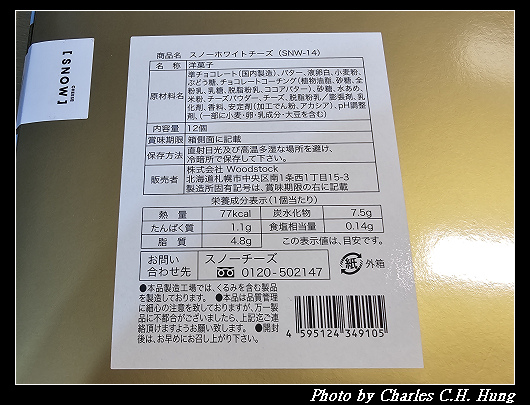 [ SNOW ]
CHEESE
商品名 スノーホワイトチーズ (SNW-14)
名称 洋菓子
原材料名 準チョコレート(国内製造)、バター、液卵白、小麦粉、
ぶどう糖、チョコレートコーチング(植物油脂、砂糖、全
粉乳、乳糖、脱脂粉乳、ココアバター)、砂糖、水あめ、
米粉、チーズパウダー、チーズ、脱脂粉乳/膨張剤、乳
化剤、香料、安定剤(加工でん粉、アカシア)、pH調整
剤、(一部に小麦・卵・乳成分・大豆を含む)
内容量 12個
賞味期限 箱側面に記載
保存方法 直射日光及び高温多湿な場所を避け、
冷暗所で保存して下さい。
販売者 株式会社 Woodstock
北海道札幌市中央区南1条西1丁目13-3
製造所固有記号は、賞味期限の右に記載
栄養成分表示(1個当たり)
熱量 77kcal 炭水化物 7.5g
たんぱく質 1.1g 食塩相当量 0.14g
脂質 4.8g この表示値は、目安です。
お問い合わせ先 スノーチーズ
0120-502147
紙 外箱
●本品製造工場では、くるみを含む製品
を製造しております。 ●本品は品質管理
に細心の注意を致しておりますが、万一製
品に不都合がございましたら、上記迄ご連
絡頂けますようお願い致します。 ●開封
後は、お早めにお召し上がり下さい。
4 595124 349105
Photo by Charles C.H. Hung